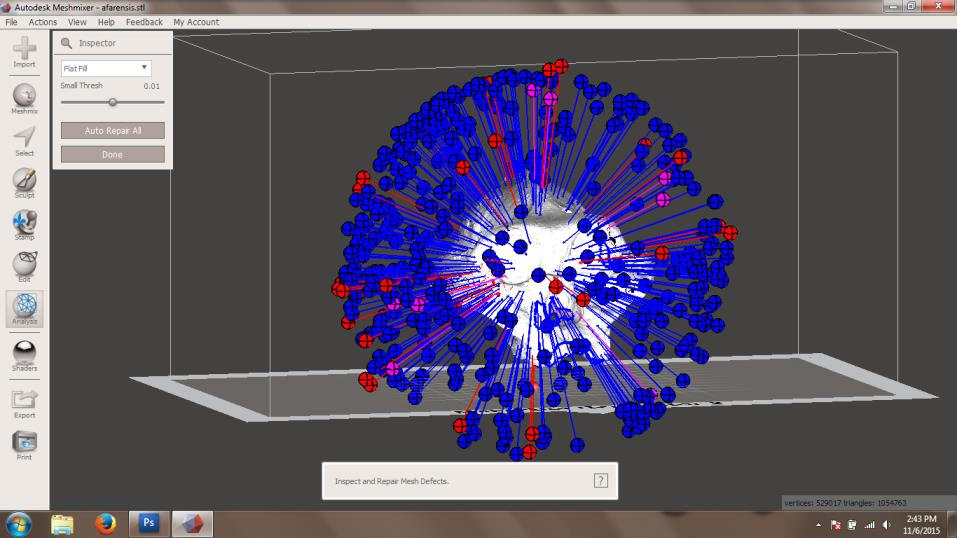 Autodesk Meshmixer - afarensis.stl
File Actions View Help Feedback My Account
Import
Meshmix
Select
Sculpt
Stamp
Edit
Analysis
Shaders
Export
Print
Inspector
Flat Fill
Small Thresh 0.01
Auto Repair All
Done
Inspect and Repair Mesh Defects.
?
vertices: 529017 triangles: 1054763
Ps
2:43 PM
11/6/2015